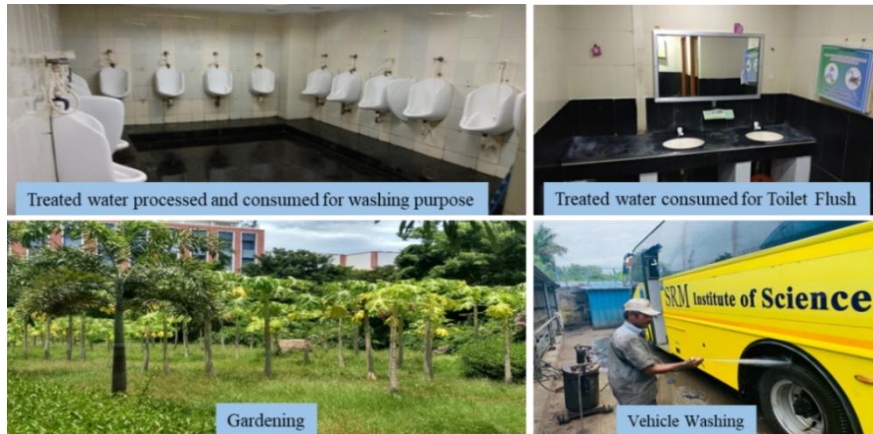 Treated water processed and consumed for washing purpose
Treated water consumed for Toilet Flush
SRM Institute of Science
Gardening
Vehicle Washing